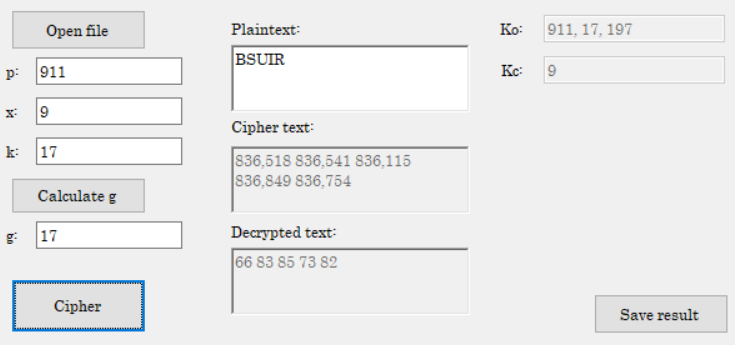 Open file
p: 911
x: 9
k: 17
Calculate g
g: 17
Cipher
Plaintext:
BSUIR
Cipher text:
836,518 836,541 836,115
836,849 836,754
Decrypted text:
66 83 85 73 82
Ko: 911, 17, 197
Kc: 9
Save result